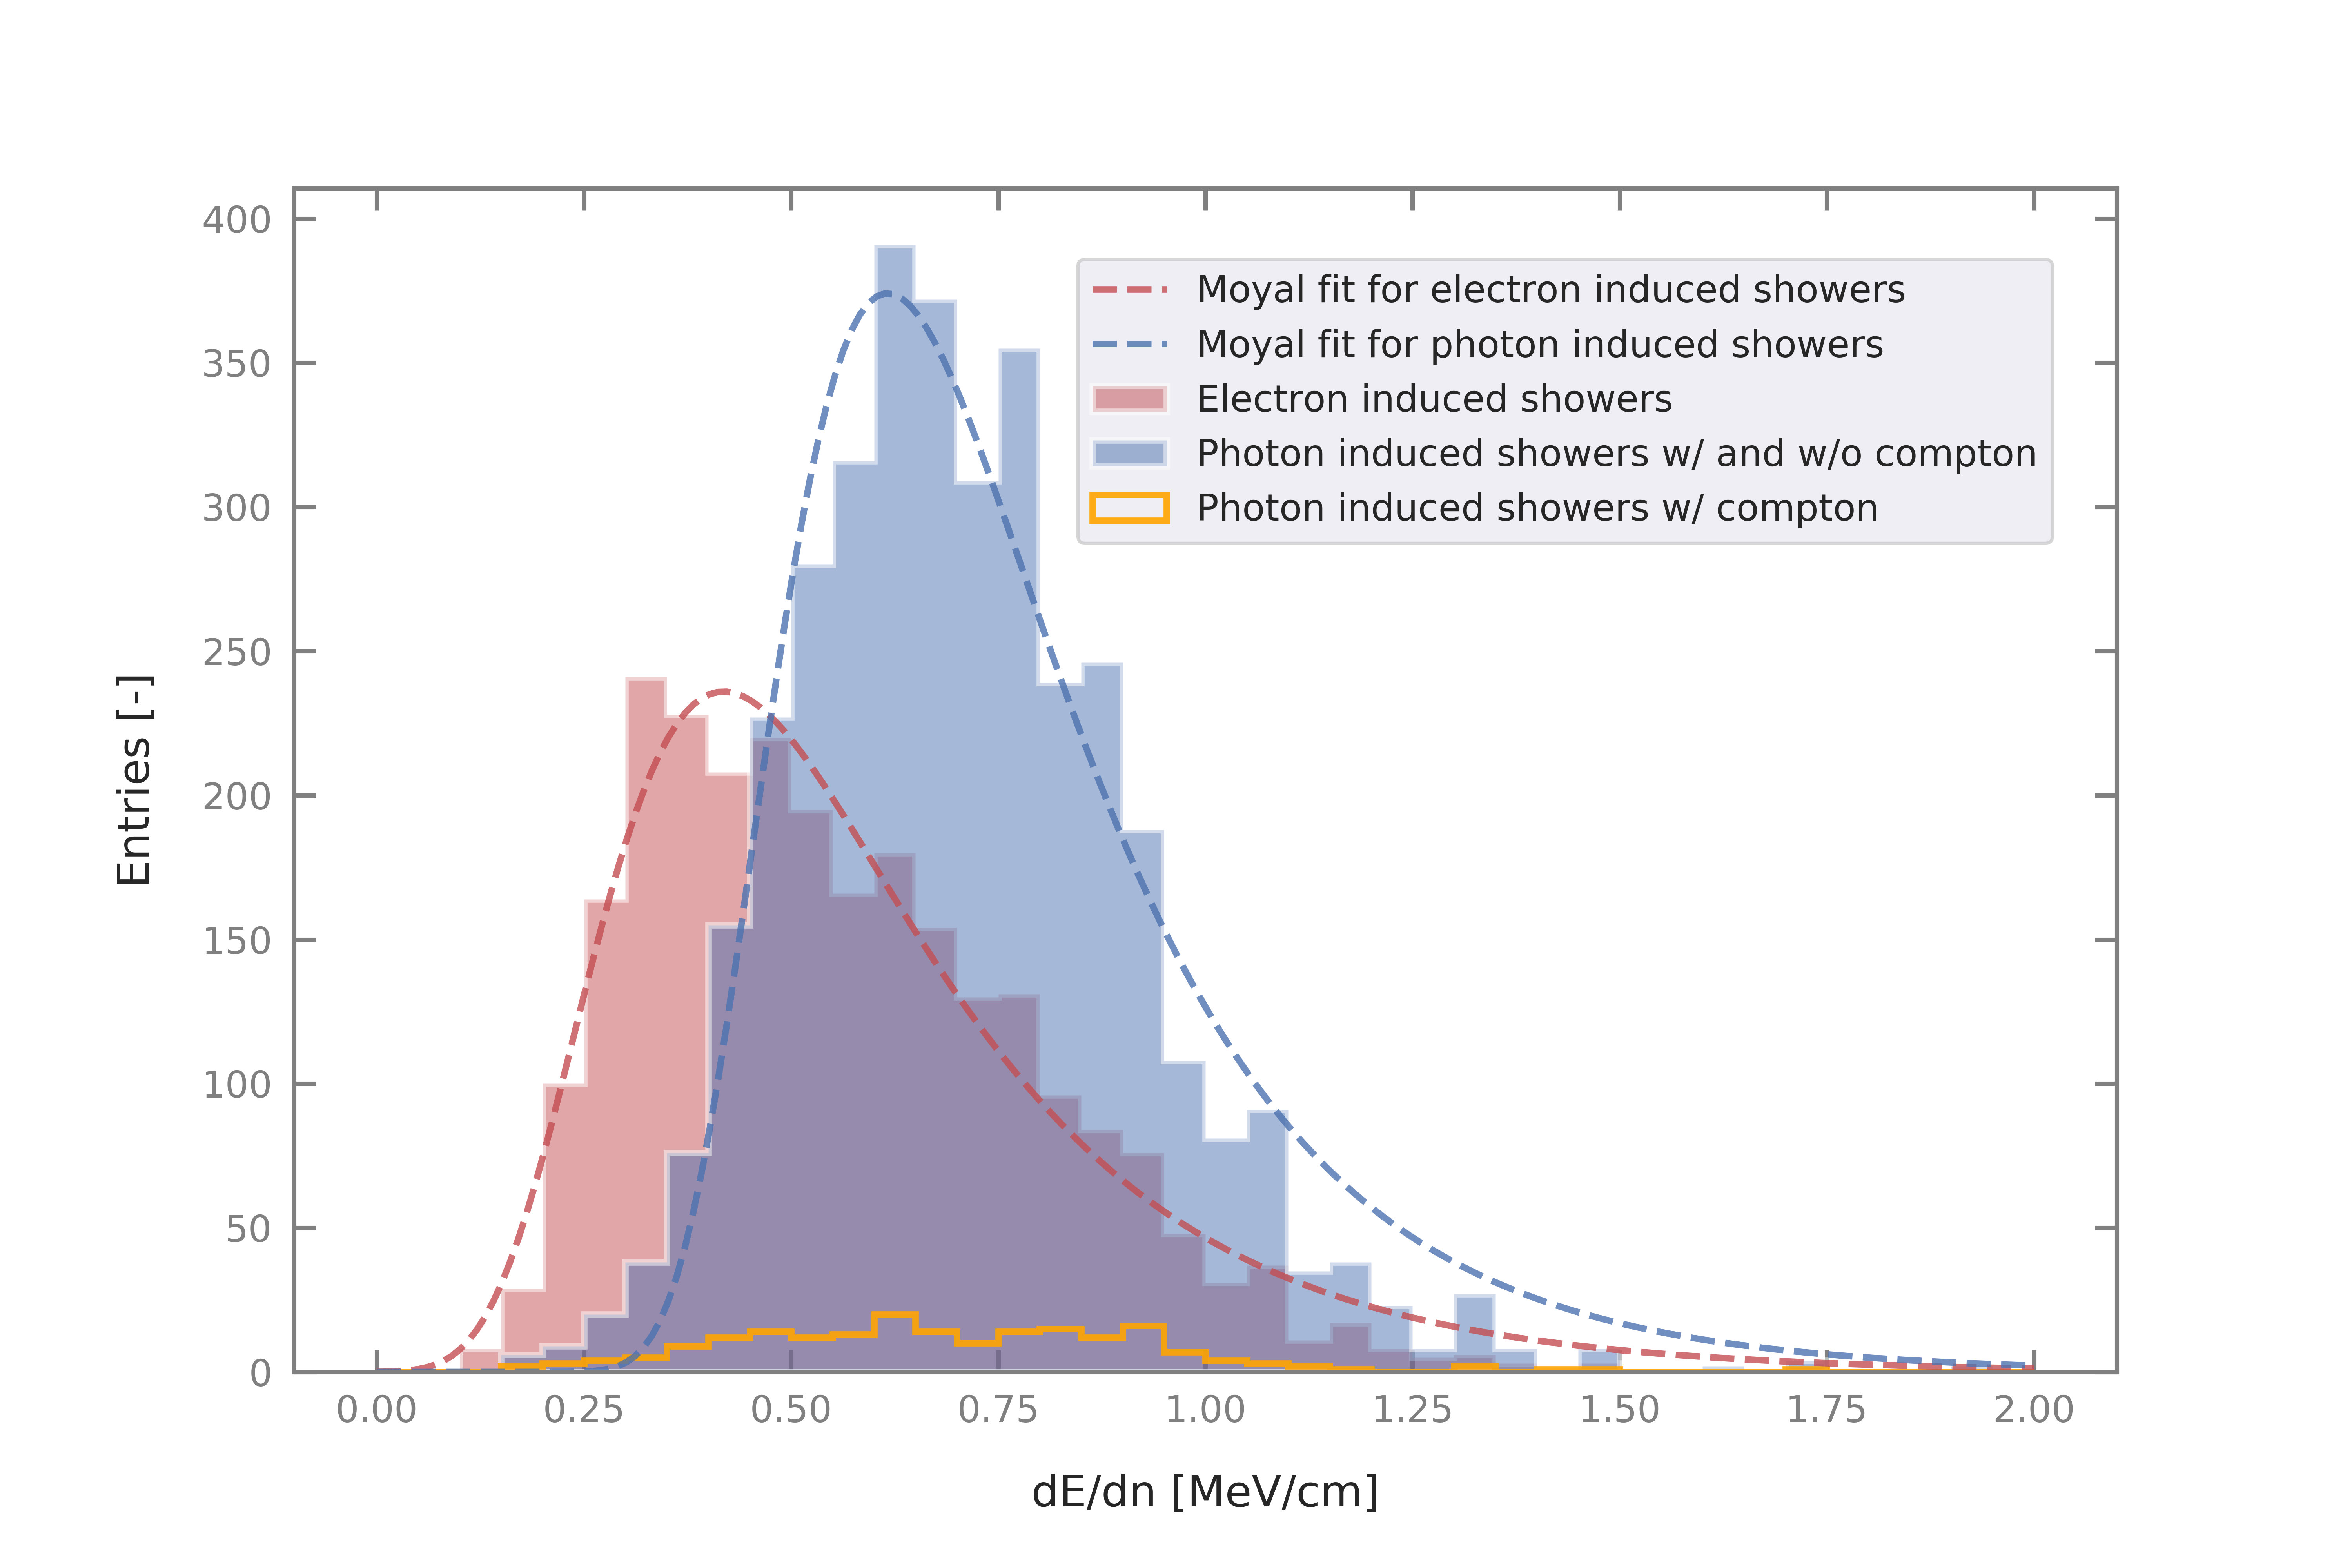 400
350
300
250
200
150
100
50
0
Entries [-]
Moyal fit for electron induced showers
Moyal fit for photon induced showers
Electron induced showers
Photon induced showers w/ and w/o compton
Photon induced showers w/ compton
0.00 0.25 0.50 0.75 1.00 1.25 1.50 1.75 2.00
dE/dn [MeV/cm]